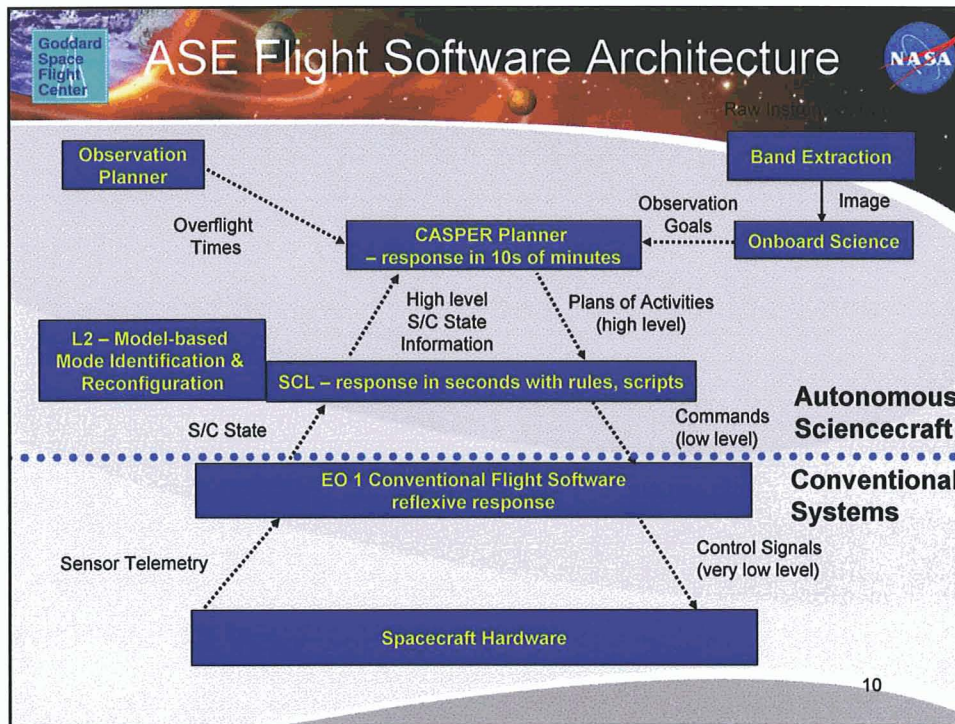 Goddard
Space
Flight
Center
ASE Flight Software Architecture
NASA
Raw
Observation
Planner
Band Extraction
Overflight
Times
Observation
Goals
Image
CASPER Planner
– response in 10s of minutes
Onboard Science
High level
S/C State
Information
Plans of Activities
(high level)
L2 – Model-based
Mode Identification &
Reconfiguration
SCL – response in seconds with rules, scripts
S/C State
Commands
(low level)
Autonomous
Sciencecraft
EO 1 Conventional Flight Software
reflexive response
Conventional
Systems
Sensor Telemetry
Control Signals
(very low level)
Spacecraft Hardware
10